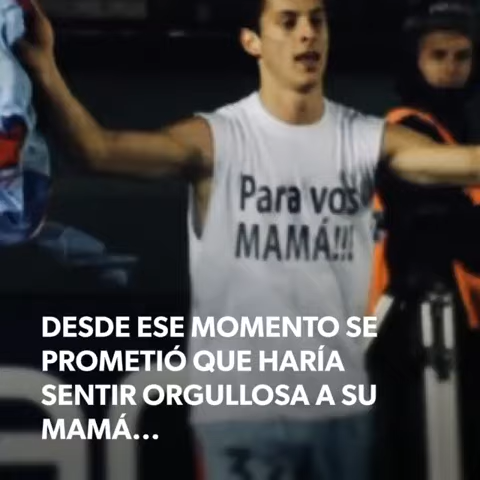 Para vos
MAMÁ!!!
DESDE ESE MOMENTO SE
PROMETIÓ QUE HARÍA
SENTIR ORGULLOSA A SU
MAMÁ...